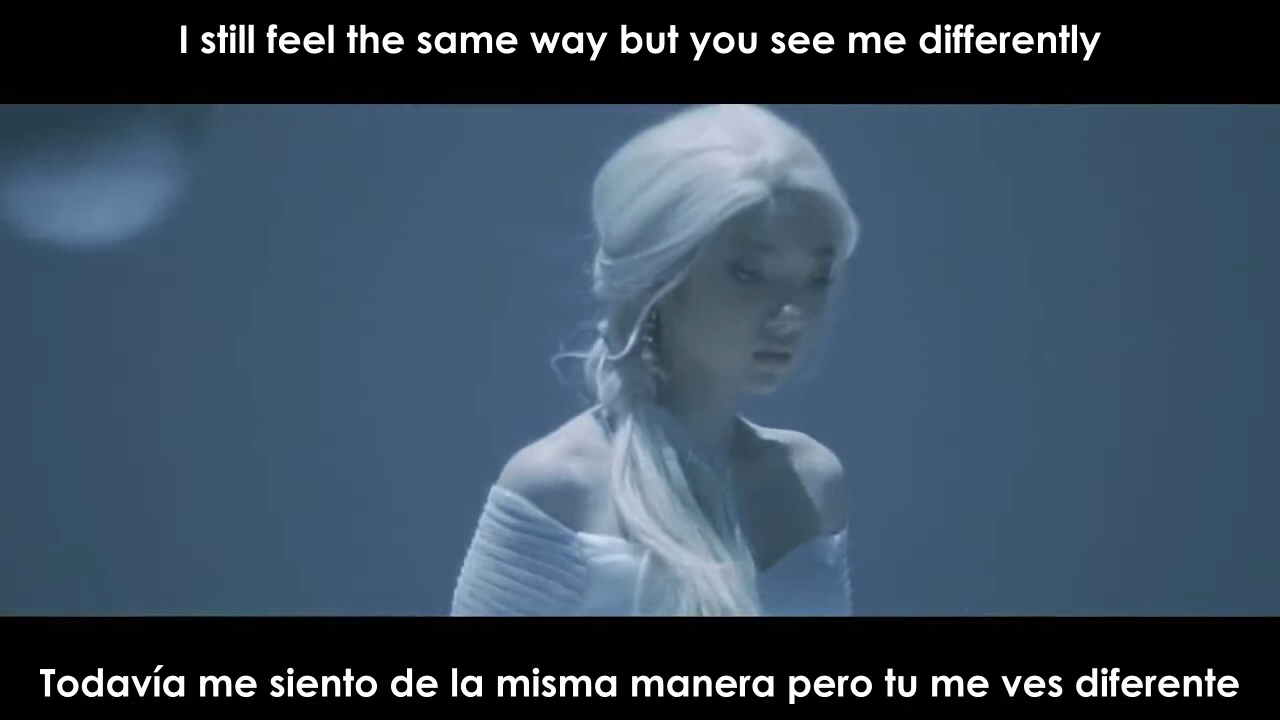 I still feel the same way but you see me differently
Todavía me siento de la misma manera pero tu me ves diferente